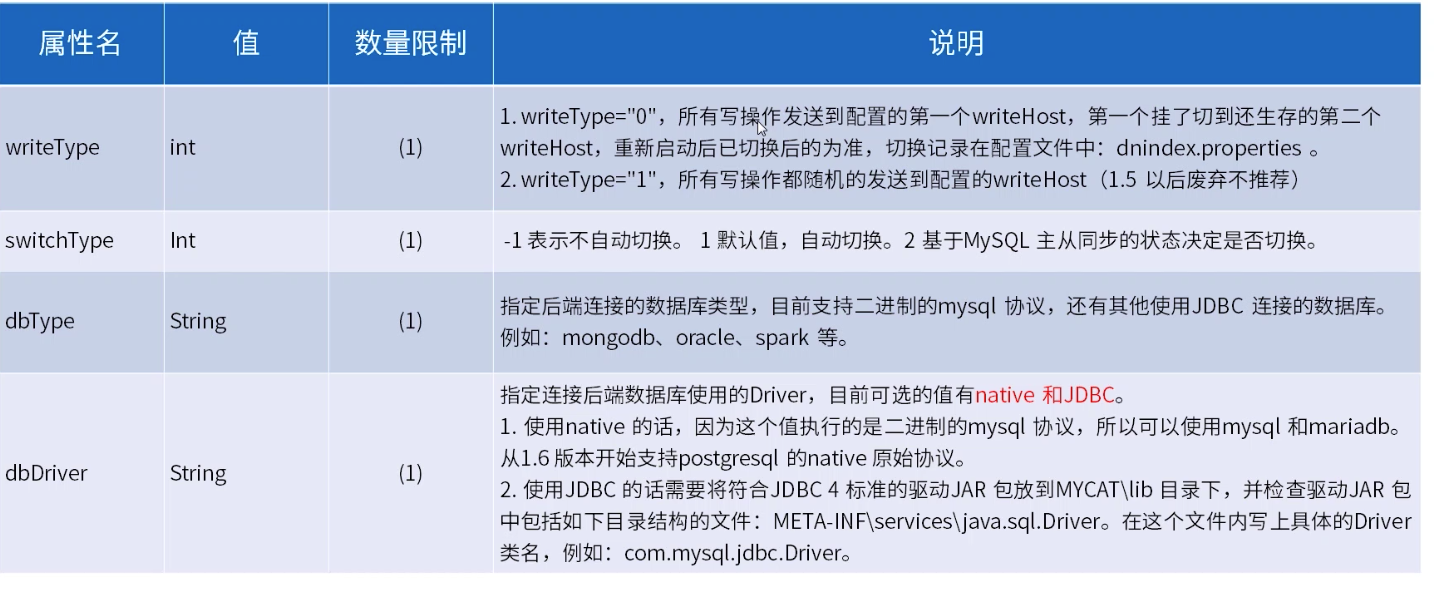 属性名 值 数量限制 说明
writeType int (1)
1. writeType="0"，所有写操作发送到配置的第一个writeHost，第一个挂了切到还生存的第二个
writeHost，重新启动后已切换后的为准，切换记录在配置文件中：dnindex.properties 。
2. writeType="1"，所有写操作都随机的发送到配置的writeHost（1.5 以后废弃不推荐）
switchType Int (1) -1 表示不自动切换。 1 默认值，自动切换。2 基于MySQL 主从同步的状态决定是否切换。
dbType String (1)
指定后端连接的数据库类型，目前支持二进制的mysql 协议，还有其他使用JDBC 连接的数据库。
例如：mongodb、oracle、spark 等。
dbDriver String (1)
指定连接后端数据库使用的Driver，目前可选的值有native 和JDBC。
1. 使用native 的话，因为这个值执行的是二进制的mysql 协议，所以可以使用mysql 和mariadb。
从1.6 版本开始支持postgresql 的native 原始协议。
2. 使用JDBC 的话需要将符合JDBC 4 标准的驱动JAR 包放到MYCAT\lib 目录下，并检查驱动JAR 包
中包括如下目录结构的文件：META-INF\services\java.sql.Driver。在这个文件内写上具体的Driver
类名，例如：com.mysql.jdbc.Driver。